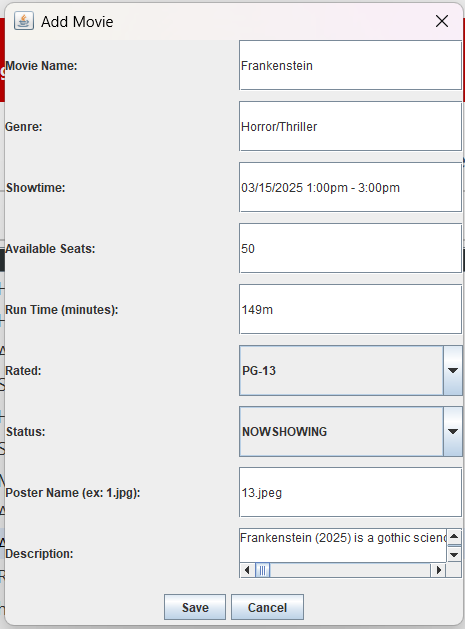 Add Movie
Movie Name: Frankenstein
Genre: Horror/Thriller
Showtime: 03/15/2025 1:00pm - 3:00pm
Available Seats: 50
Run Time (minutes): 149m
Rated: PG-13
Status: NOWSHOWING
Poster Name (ex: 1.jpg): 13.jpeg
Description: Frankenstein (2025) is a gothic scienc
Save Cancel